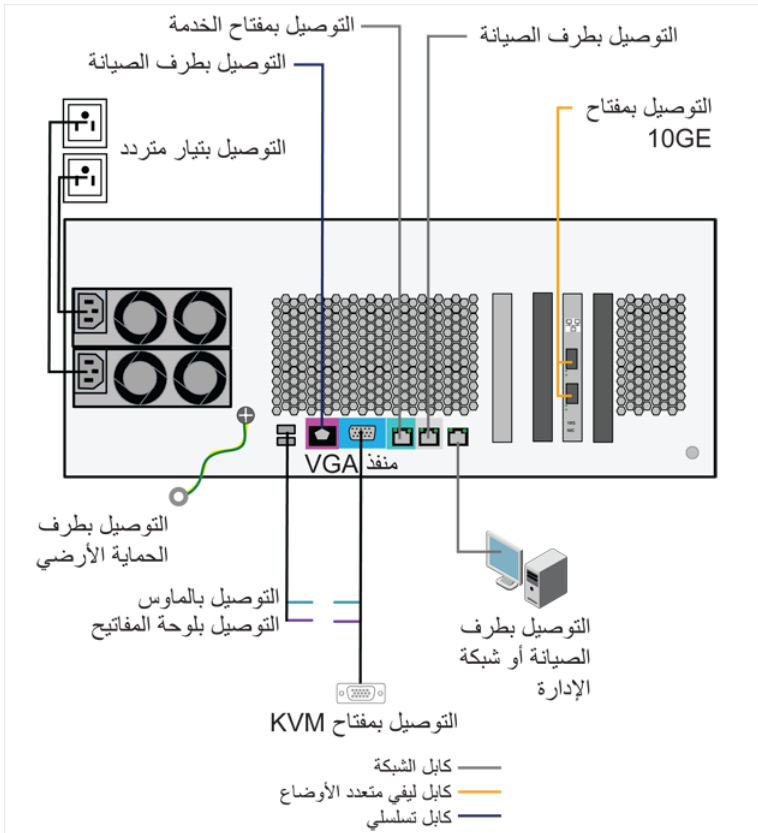 التوصيل بمفتاح الخدمة
التوصيل بطرف الصيانة
التوصيل بطرف الصيانة
التوصيل بمفتاح
10GE
التوصيل بتيار متردد
منفذ VGA
التوصيل بطرف
الحماية الأرضي
التوصيل بالماوس
التوصيل بلوحة المفاتيح
التوصيل بطرف
الصيانة أو شبكة
الإدارة
التوصيل بمفتاح KVM
كابل الشبكة
كابل ليفي متعدد الأوضاع
كابل تسلسلي